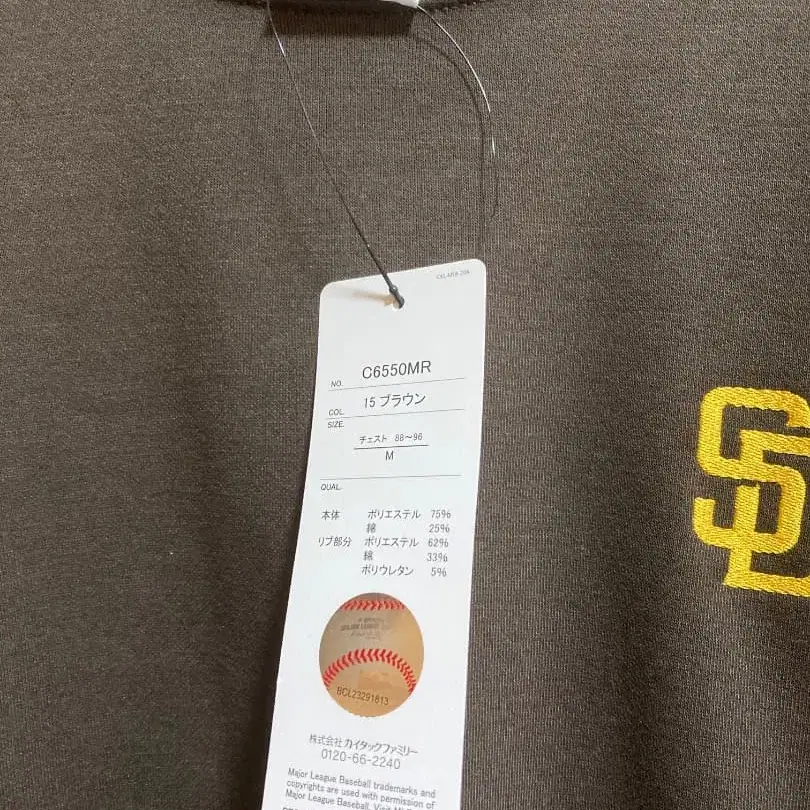 NO. C6550MR
COL. 15 ブラウン
SIZE.
チェスト 88〜96
M
QUAL.
本体 ポリエステル 75%
綿 25%
リブ部分 ポリエステル 62%
綿 33%
ポリウレタン 5%
BCL23291813
株式会社カイタックファミリー
0120-66-2240
Major League Baseball trademarks and
copyrights are used with permission of
Major League Baseball. Visit
SD